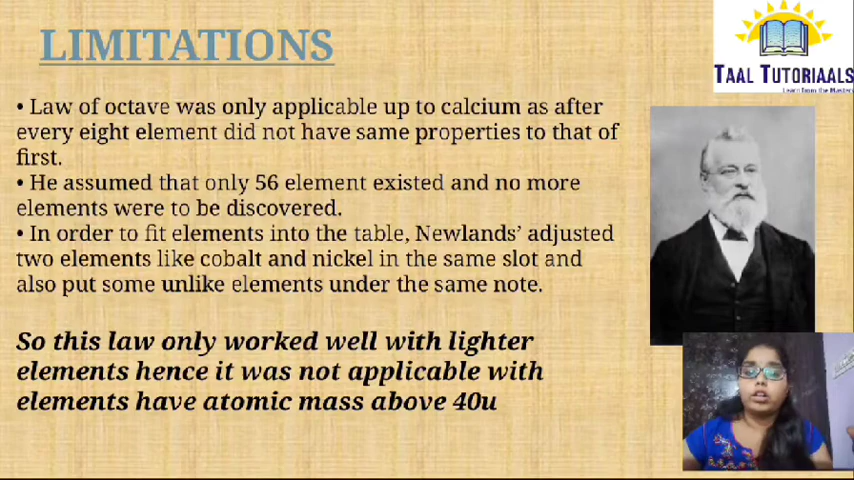 LIMITATIONS
TAAL TUTORIAALS
Learn from the Masters
• Law of octave was only applicable up to calcium as after
every eight element did not have same properties to that of
first.
• He assumed that only 56 element existed and no more
elements were to be discovered.
• In order to fit elements into the table, Newlands’ adjusted
two elements like cobalt and nickel in the same slot and
also put some unlike elements under the same note.
So this law only worked well with lighter
elements hence it was not applicable with
elements have atomic mass above 40u